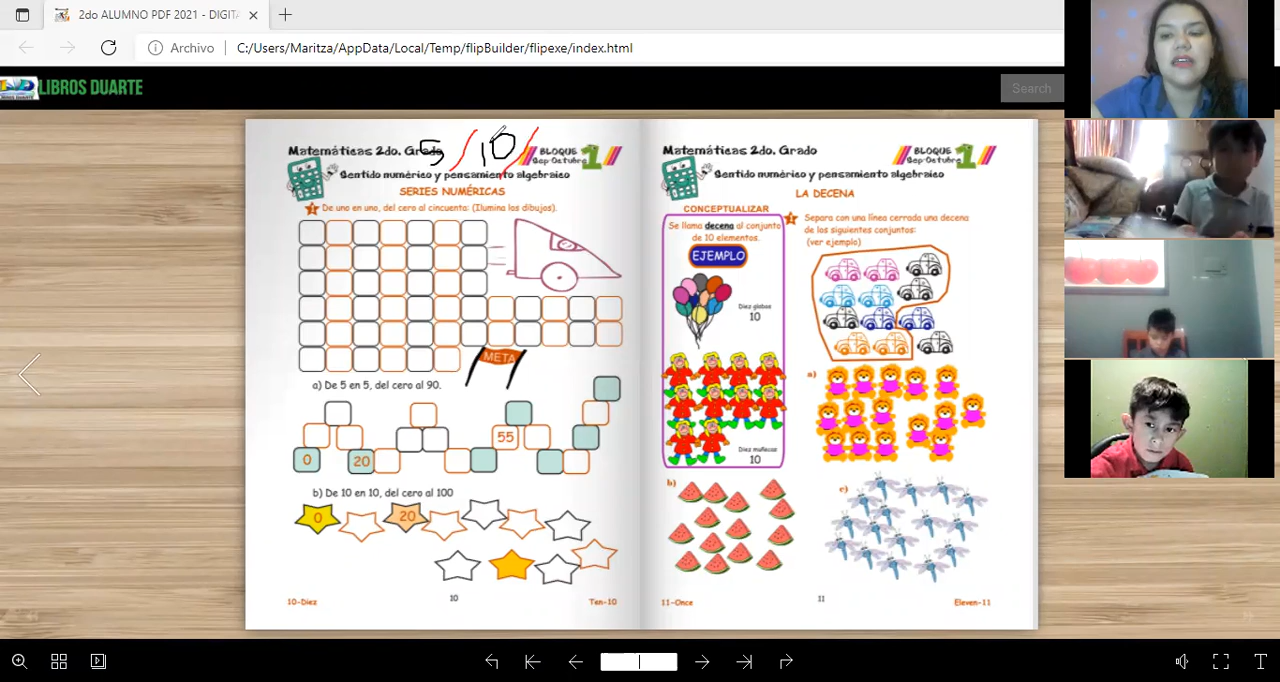 2do ALUMNO PDF 2021 - DIGITA
Archivo
C:/Users/Maritza/AppData/Local/Temp/flipBuilder/flipexe/index.html
LIBROS DUARTE
Search
Matemáticas 2do. Grado
5 / 10 /
BLOQUE 1
Sep-Octubre
Sentido numérico y pensamiento algebraico
SERIES NUMÉRICAS
De uno en uno, del cero al cincuenta: (Ilumina los dibujos).
META
a) De 5 en 5, del cero al 90.
55
0
20
b) De 10 en 10, del cero al 100
0
20
10-Diez
10
Ten-10
Matemáticas 2do. Grado
BLOQUE 1
Sep-Octubre
Sentido numérico y pensamiento algebraico
LA DECENA
CONCEPTUALIZAR
Se llama decena al conjunto
de 10 elementos.
EJEMPLO
Diez globos
10
Diez muñecas
10
Separa con una línea cerrada una decena
de los siguientes conjuntos:
(ver ejemplo)
a)
b)
c)
11-Once
11
Eleven-11